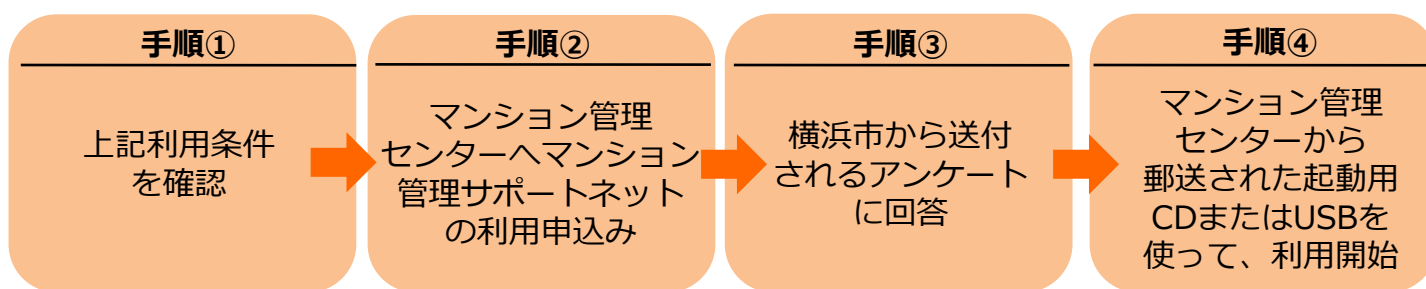 手順①
上記利用条件
を確認
手順②
マンション管理
センターへマンション
管理サポートネット
の利用申込み
手順③
横浜市から送付
されるアンケート
に回答
手順④
マンション管理
センターから
郵送された起動用
CDまたはUSBを
使って、利用開始